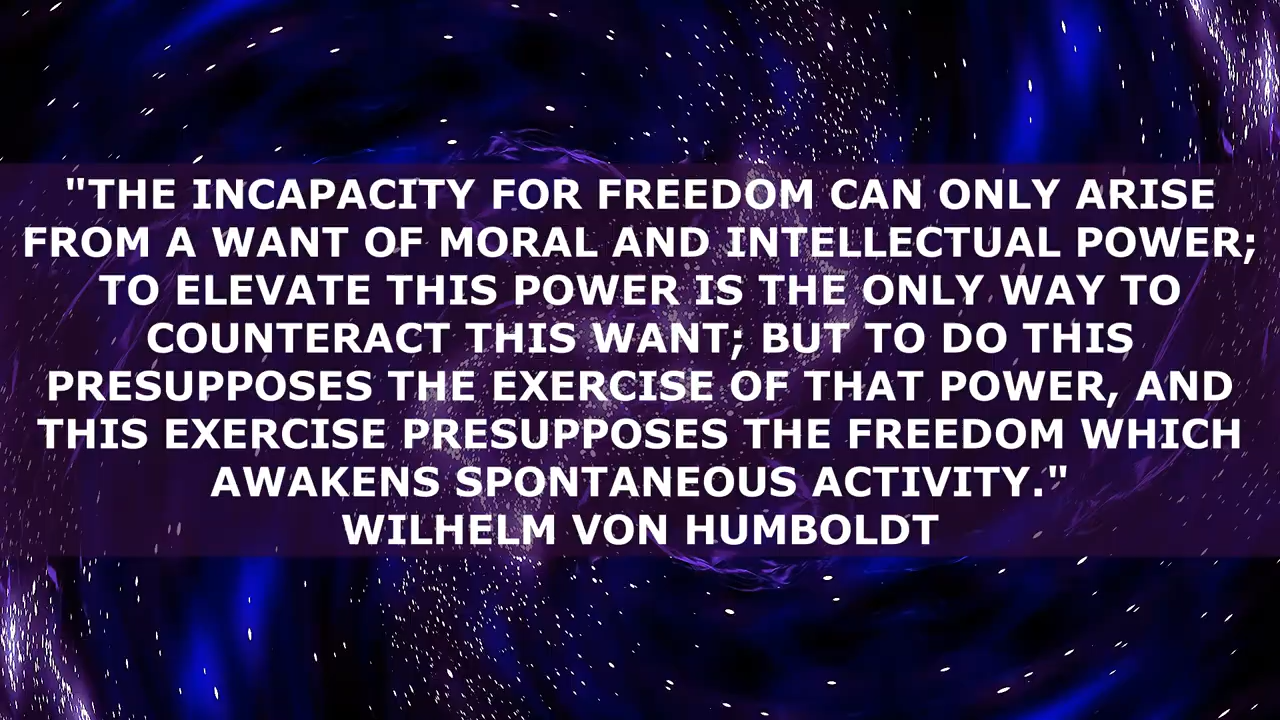 "THE INCAPACITY FOR FREEDOM CAN ONLY ARISE
FROM A WANT OF MORAL AND INTELLECTUAL POWER;
TO ELEVATE THIS POWER IS THE ONLY WAY TO
COUNTERACT THIS WANT; BUT TO DO THIS
PRESUPPOSES THE EXERCISE OF THAT POWER, AND
THIS EXERCISE PRESUPPOSES THE FREEDOM WHICH
AWAKENS SPONTANEOUS ACTIVITY."
WILHELM VON HUMBOLDT